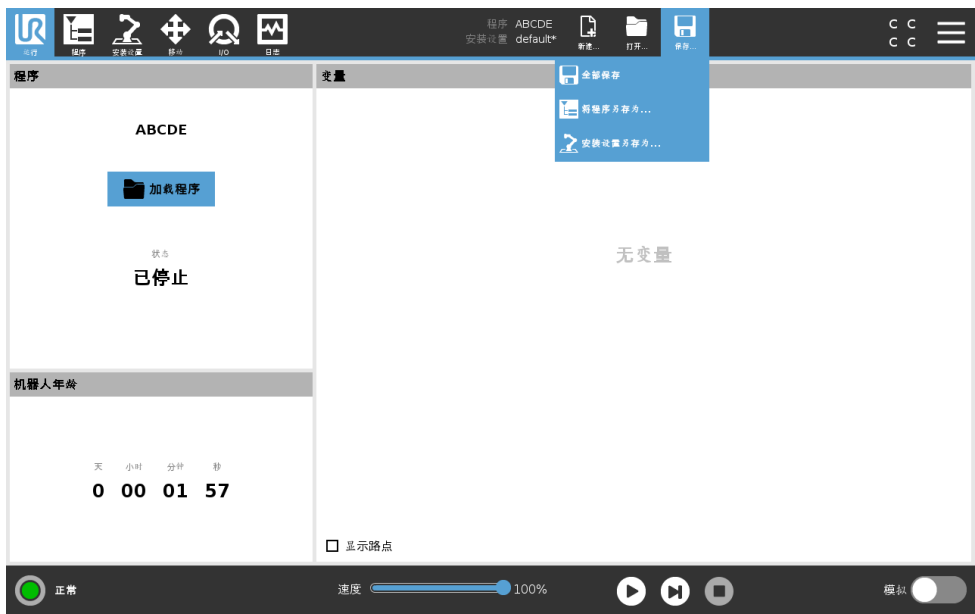 运行
程序
安装设置
移动
I/O
日志
程序 ABCDE
安装设置 default*
新建...
打开...
保存...
C C
C C
全部保存
将程序另存为...
安装设置另存为...
程序
ABCDE
加载程序
状态
已停止
变量
无变量
显示路点
机器人年龄
天 小时 分钟 秒
0 00 01 57
正常
速度 100%
模拟